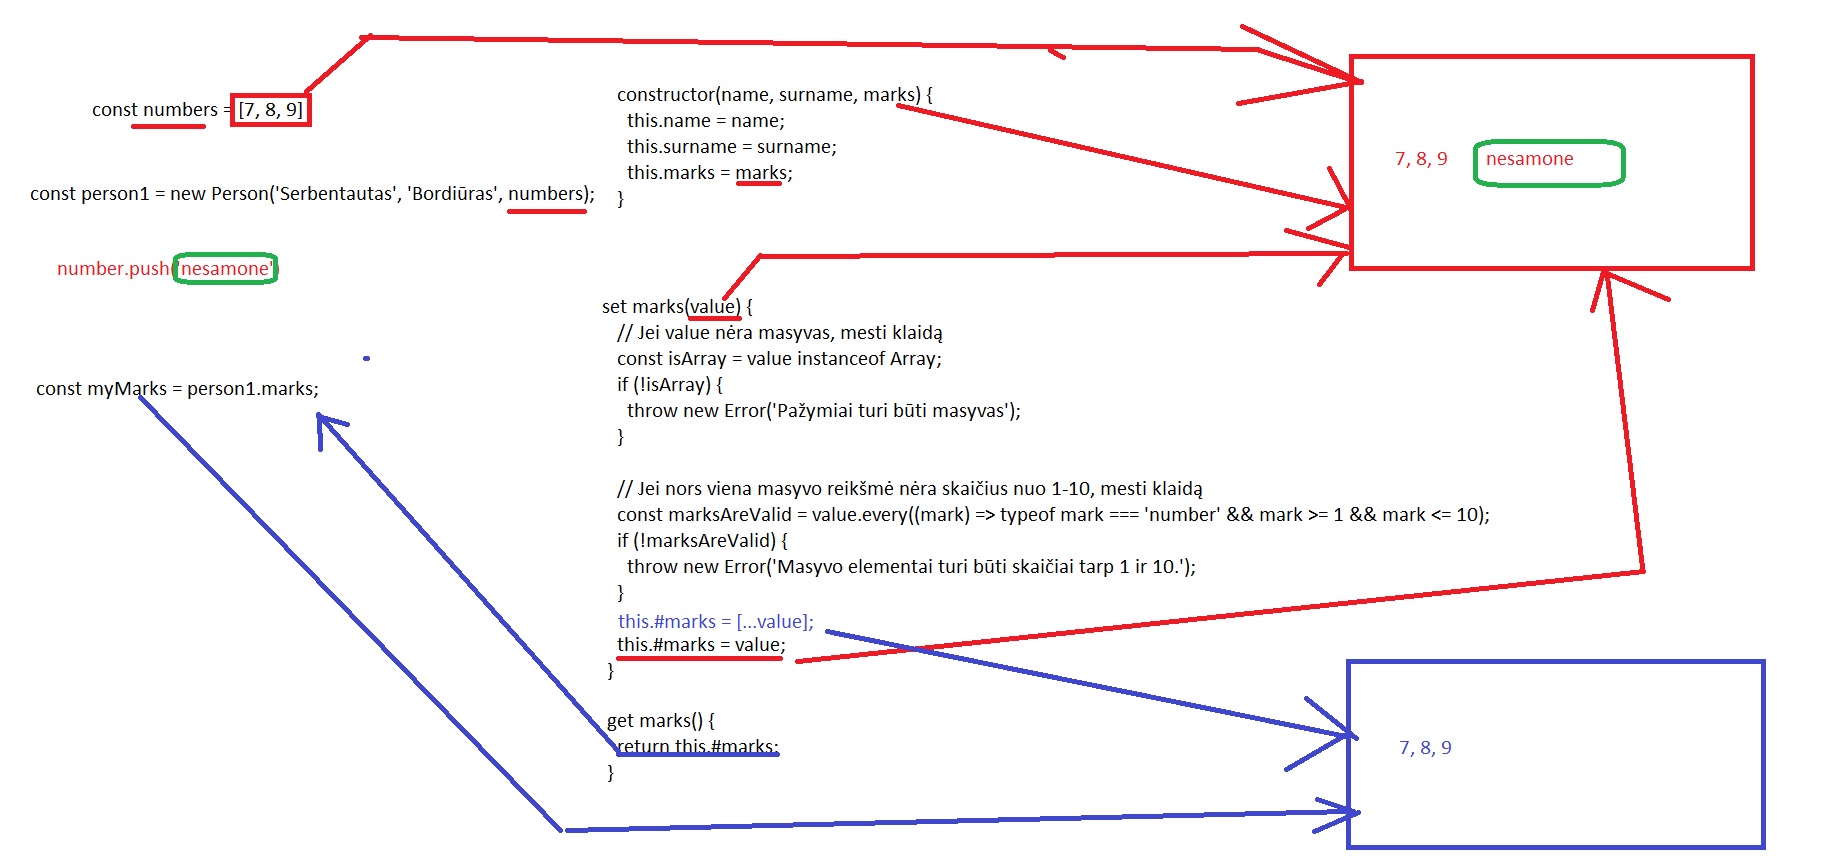 const numbers = [7, 8, 9]
const person1 = new Person('Serbentautas', 'Bordiūras', numbers);
number.push('nesamone')
const myMarks = person1.marks;
constructor(name, surname, marks) {
this.name = name;
this.surname = surname;
this.marks = marks;
}
set marks(value) {
// Jei value nėra masyvas, mesti klaidą
const isArray = value instanceof Array;
if (!isArray) {
throw new Error('Pažymiai turi būti masyvas');
}
// Jei nors viena masyvo reikšmė nėra skaičius nuo 1-10, mesti klaidą
const marksAreValid = value.every((mark) => typeof mark === 'number' && mark >= 1 && mark <= 10);
if (!marksAreValid) {
throw new Error('Masyvo elementai turi būti skaičiai tarp 1 ir 10.');
}
this.#marks = [...value];
this.#marks = value;
}
get marks() {
return this.#marks;
}
7, 8, 9 nesamone
7, 8, 9